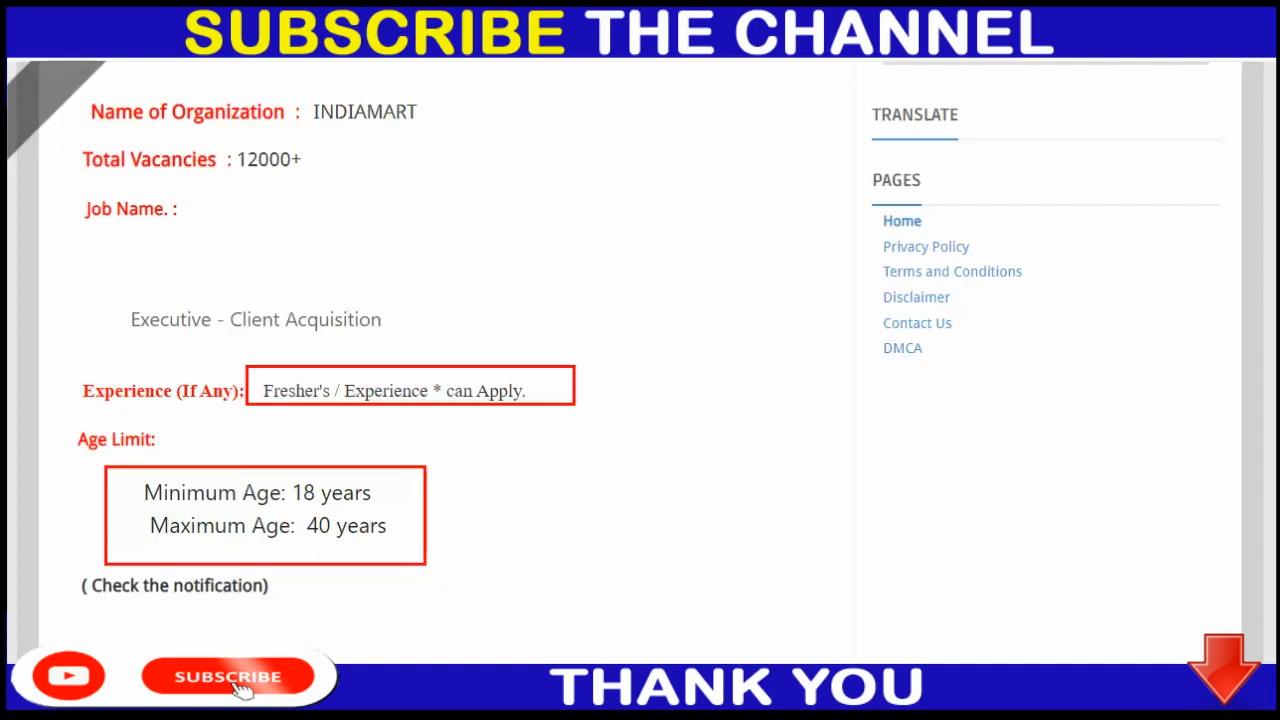 SUBSCRIBE THE CHANNEL
Name of Organization : INDIAMART
Total Vacancies : 12000+
Job Name. :
Executive - Client Acquisition
Experience (If Any): Fresher's / Experience * can Apply.
Age Limit:
Minimum Age: 18 years
Maximum Age: 40 years
( Check the notification)
TRANSLATE
PAGES
Home
Privacy Policy
Terms and Conditions
Disclaimer
Contact Us
DMCA
SUBSCRIBE
THANK YOU